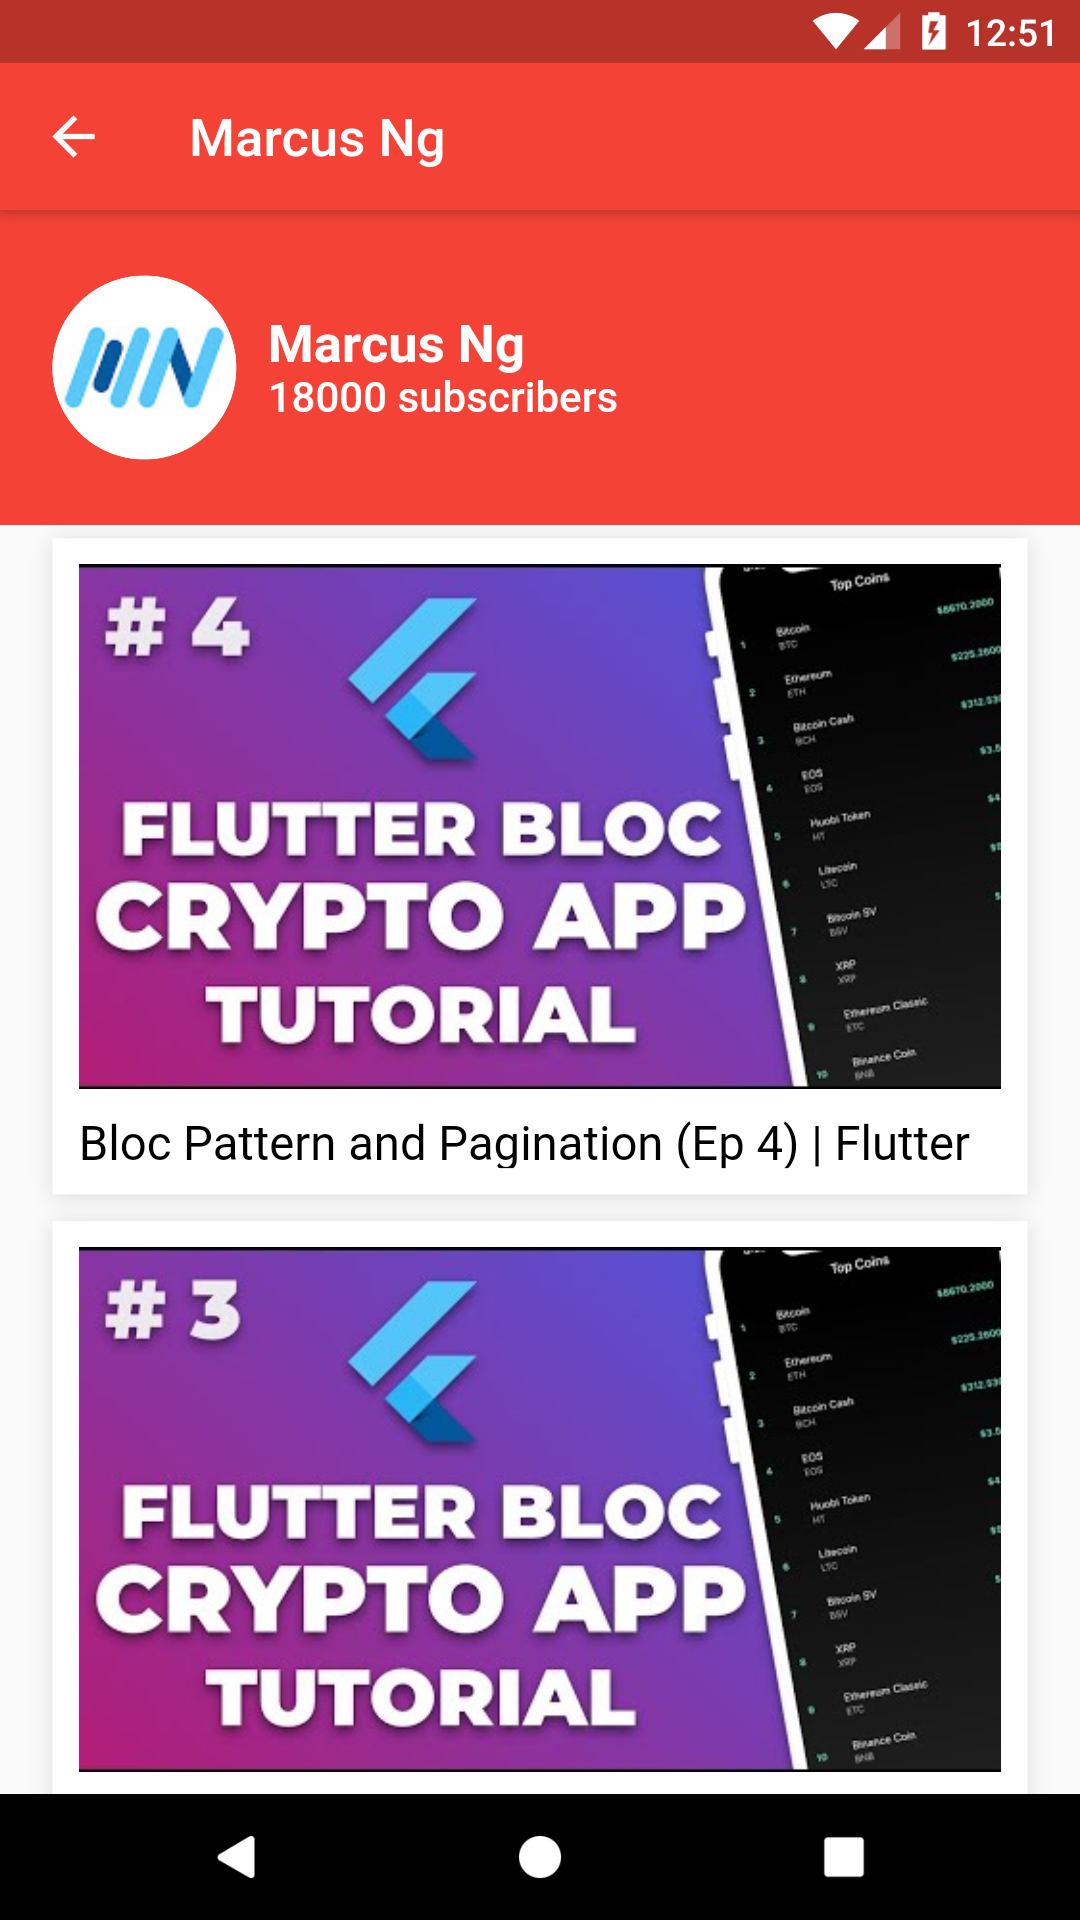 12:51
Marcus Ng
MN
Marcus Ng
18000 subscribers
# 4
FLUTTER BLOC
CRYPTO APP
TUTORIAL
Top Coins
1 Bitcoin $8670.2000
BTC
2 Ethereum $225.2600
ETH
3 Bitcoin Cash
BCH
4 EOS $3.5
EOS
5 Huobi Token $4
HT
6 Litecoin
LTC
7 Bitcoin SV
BSV
8 XRP
XRP
9 Ethereum Classic
ETC
10 Binance Coin
BNB
Bloc Pattern and Pagination (Ep 4) | Flutter
# 3
FLUTTER BLOC
CRYPTO APP
TUTORIAL
Top Coins
1 Bitcoin $8670.2000
BTC
2 Ethereum $225.2600
ETH
3 Bitcoin Cash
BCH
4 EOS $3.5
EOS
5 Huobi Token $4
HT
6 Litecoin
LTC
7 Bitcoin SV
BSV
8 XRP
XRP
9 Ethereum Classic
ETC
10 Binance Coin
BNB